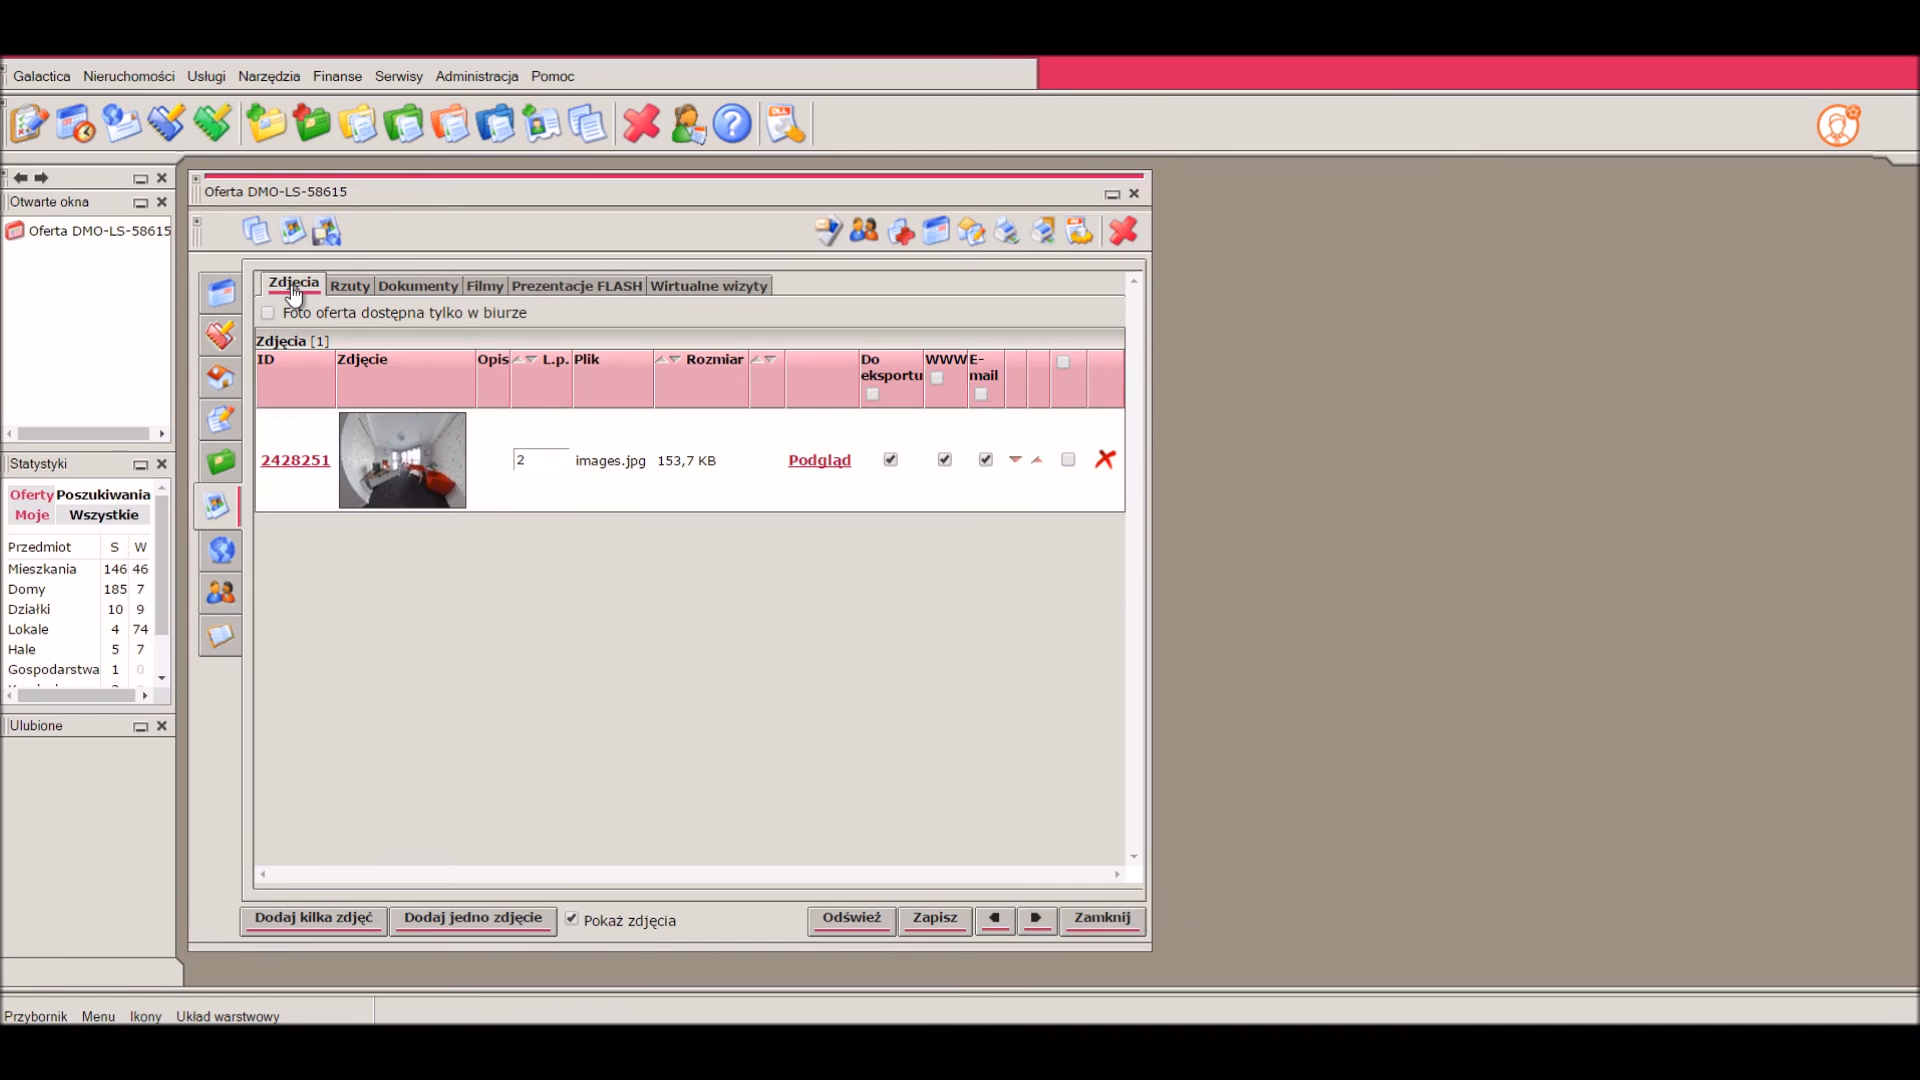 Galactica Nieruchomości Usługi Narzędzia Finanse Serwisy Administracja Pomoc
Otwarte okna
Oferta DMO-LS-58615
Statystyki
Oferty Poszukiwania
Moje Wszystkie
Przedmiot S W
Mieszkania 146 46
Domy 185 7
Działki 10 9
Lokale 4 74
Hale 5 7
Gospodarstwa 1 0
Ulubione
Oferta DMO-LS-58615
Zdjęcia Rzuty Dokumenty Filmy Prezentacje FLASH Wirtualne wizyty
Foto oferta dostępna tylko w biurze
Zdjęcia [1]
ID Zdjęcie Opis L.p. Plik Rozmiar Do eksportu WWW E-mail
2428251 2 images.jpg 153,7 KB Podgląd
Dodaj kilka zdjęć Dodaj jedno zdjęcie Pokaż zdjęcia Odśwież Zapisz Zamknij
Przybornik Menu Ikony Układ warstwowy